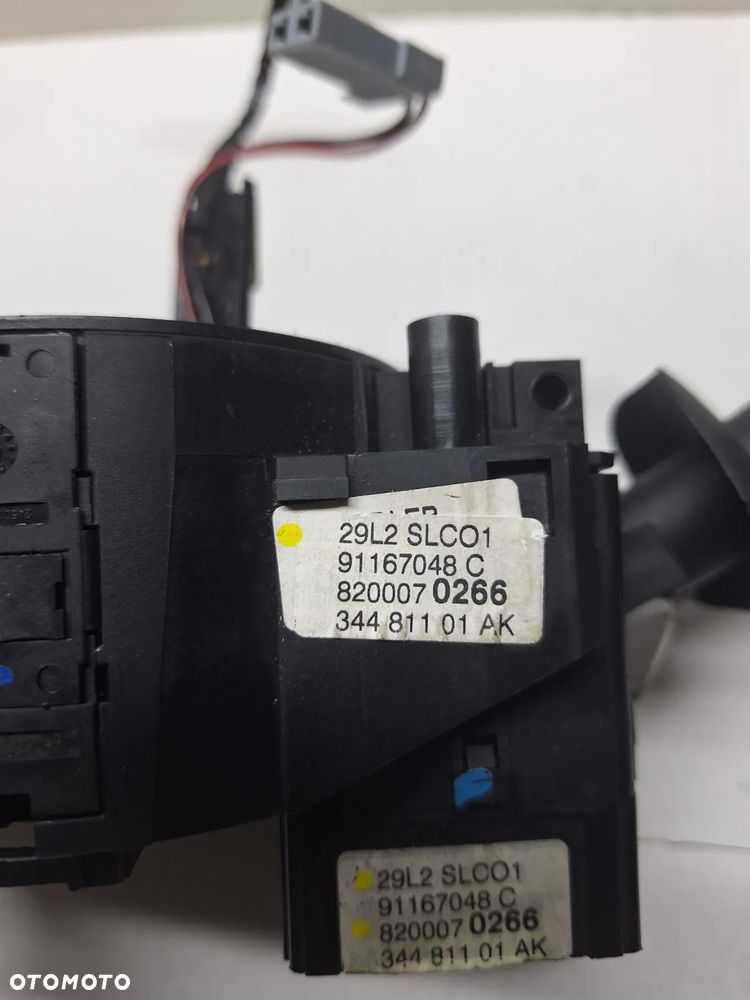 29L2 SLCO1
91167048 C
820007 0266
344 811 01 AK
29L2 SLCO1
91167048 C
820007 0266
344 811 01 AK
OTOMOTO